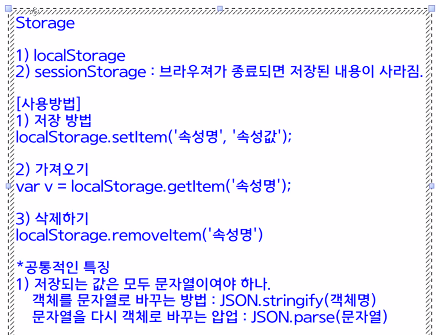 Storage
1) localStorage
2) sessionStorage : 브라우져가 종료되면 저장된 내용이 사라짐.
[사용방법]
1) 저장 방법
localStorage.setItem('속성명', '속성값');
2) 가져오기
var v = localStorage.getItem('속성명');
3) 삭제하기
localStorage.removeItem('속성명')
*공통적인 특징
1) 저장되는 값은 모두 문자열이여야 하나.
객체를 문자열로 바꾸는 방법 : JSON.stringify(객체명)
문자열을 다시 객체로 바꾸는 압업 : JSON.parse(문자열)